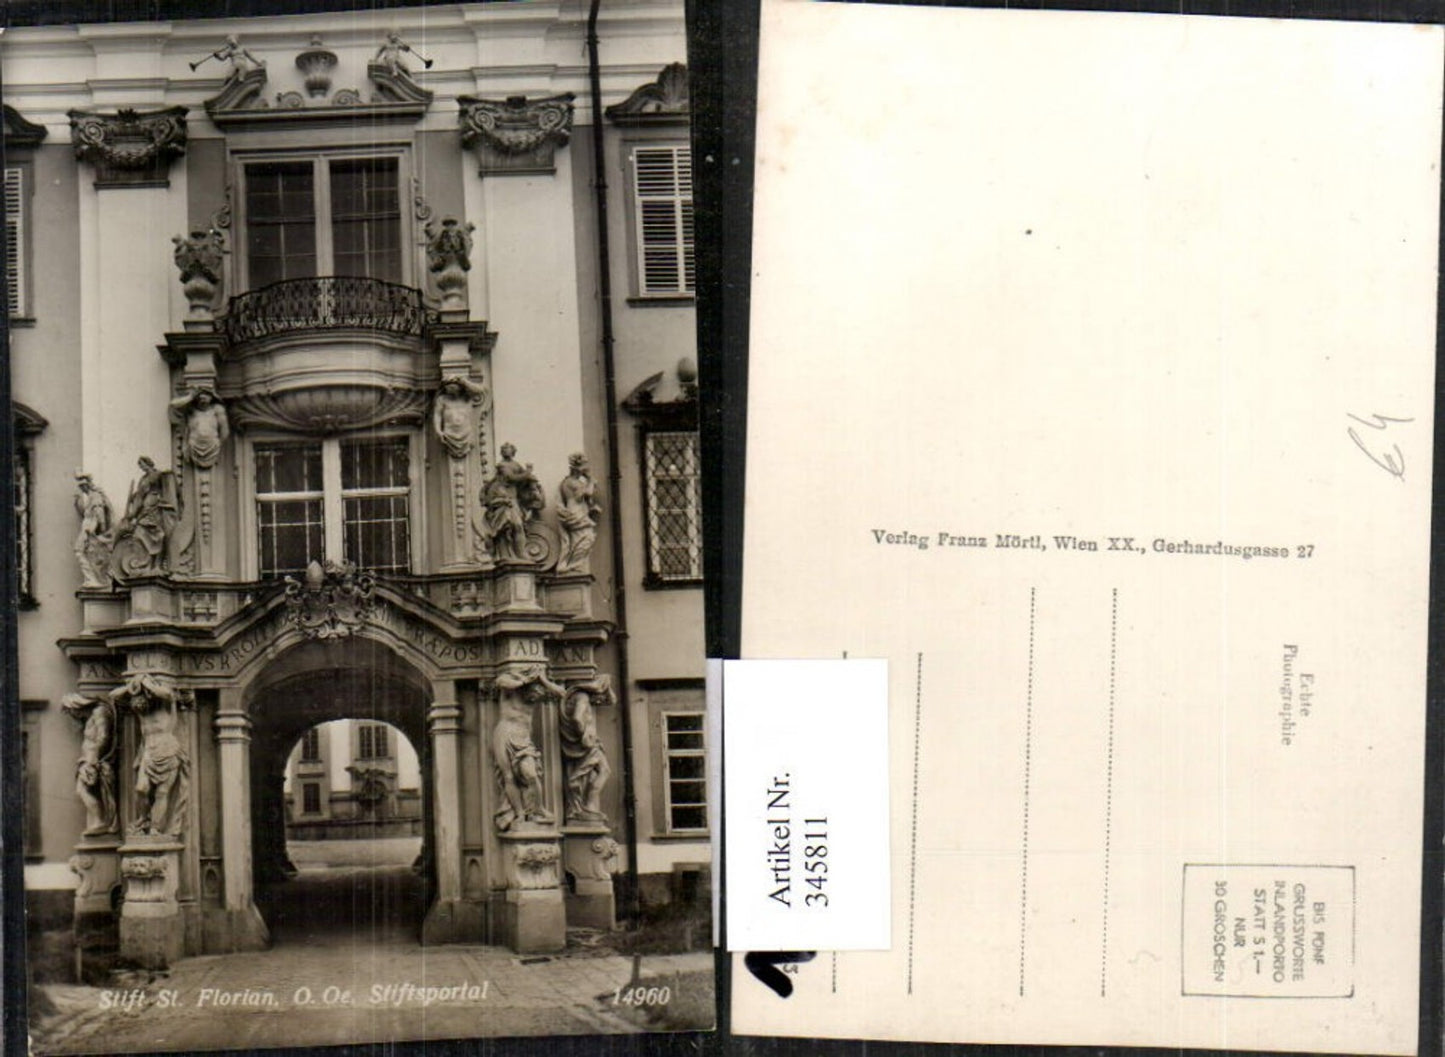 Stift St. Florian, O. Oe. Stiftsportal
14960
Verlag Franz Mörtl, Wien XX., Gerhardusgasse 27
Echte
Photographie
BIS FÜNF
GRUSSWORTE
INLANDPORTO
STATT S 1.—
NUR
30 GROSCHEN
Artikel Nr.
345811